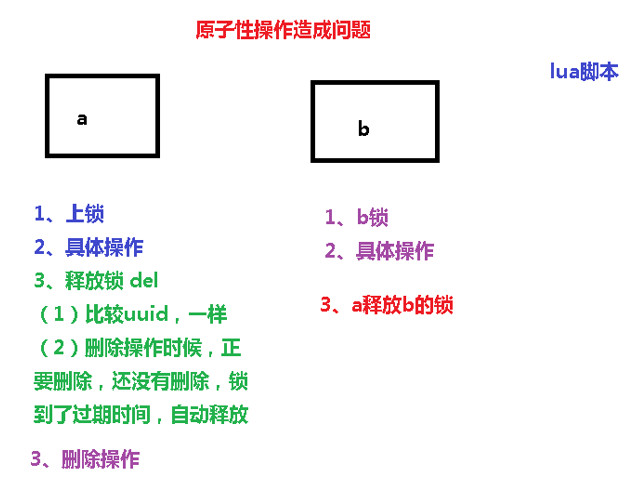 原子性操作造成问题
lua脚本
a
b
1、上锁
2、具体操作
3、释放锁 del
（1）比较uuid，一样
（2）删除操作时候，正
要删除，还没有删除，锁
到了过期时间，自动释放
3、删除操作
1、b锁
2、具体操作
3、a释放b的锁